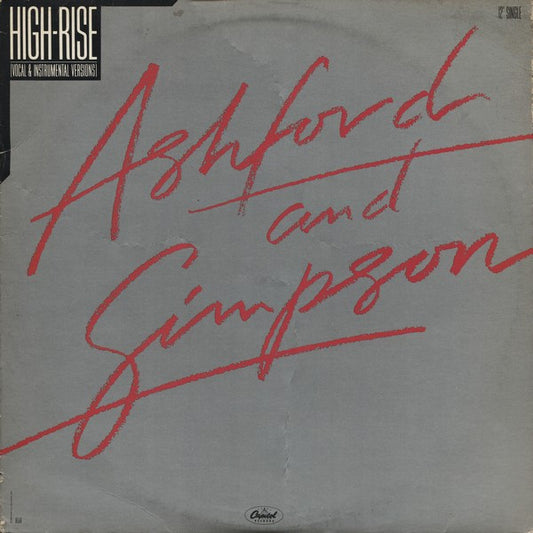 HIGH-RISE
(VOCAL & INSTRUMENTAL VERSIONS)
12" SINGLE
Ashford
and
Simpson
Capitol
RECORDS